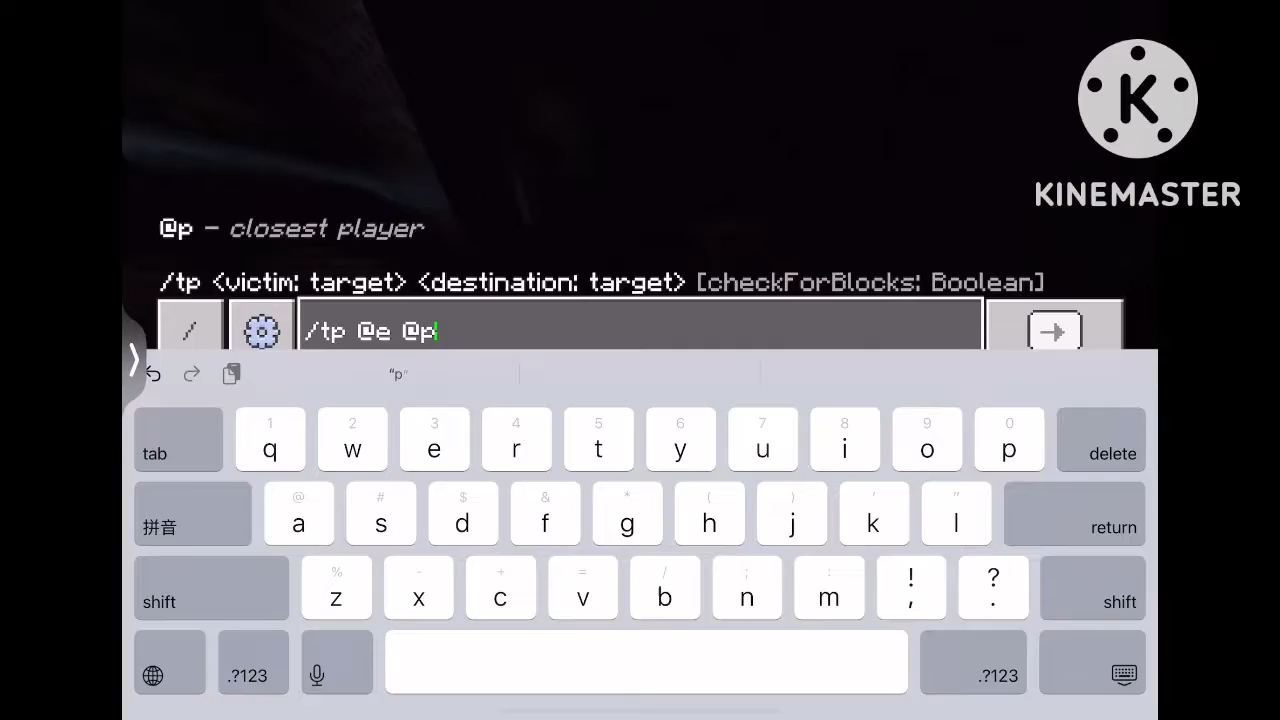 K
KINEMASTER
@p - closest player
/tp <victim: target> <destination: target> [checkForBlocks: Boolean]
/ /tp @e @p
"p"
1 2 3 4 5 6 7 8 9 0
tab q w e r t y u i o p delete
@ # $ & * ( ) ' "
拼音 a s d f g h j k l return
% - + = / ; : ! ?
shift z x c v b n m , . shift
.?123 .?123